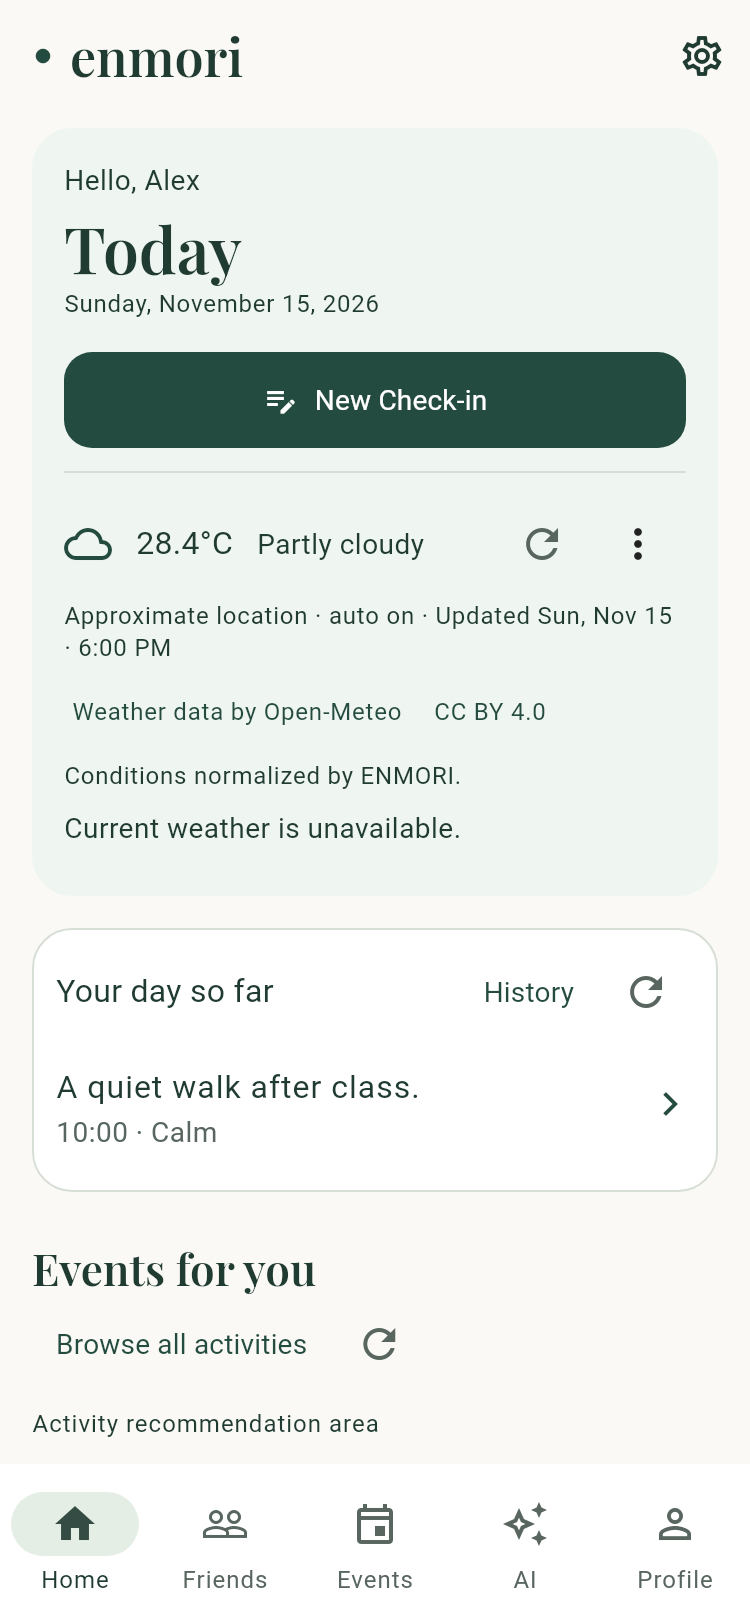 enmori
Hello, Alex
Today
Sunday, November 15, 2026
New Check-in
28.4°C Partly cloudy
Approximate location · auto on · Updated Sun, Nov 15
· 6:00 PM
Weather data by Open-Meteo CC BY 4.0
Conditions normalized by ENMORI.
Current weather is unavailable.
Your day so far History
A quiet walk after class.
10:00 · Calm
Events for you
Browse all activities
Activity recommendation area
Home Friends Events AI Profile